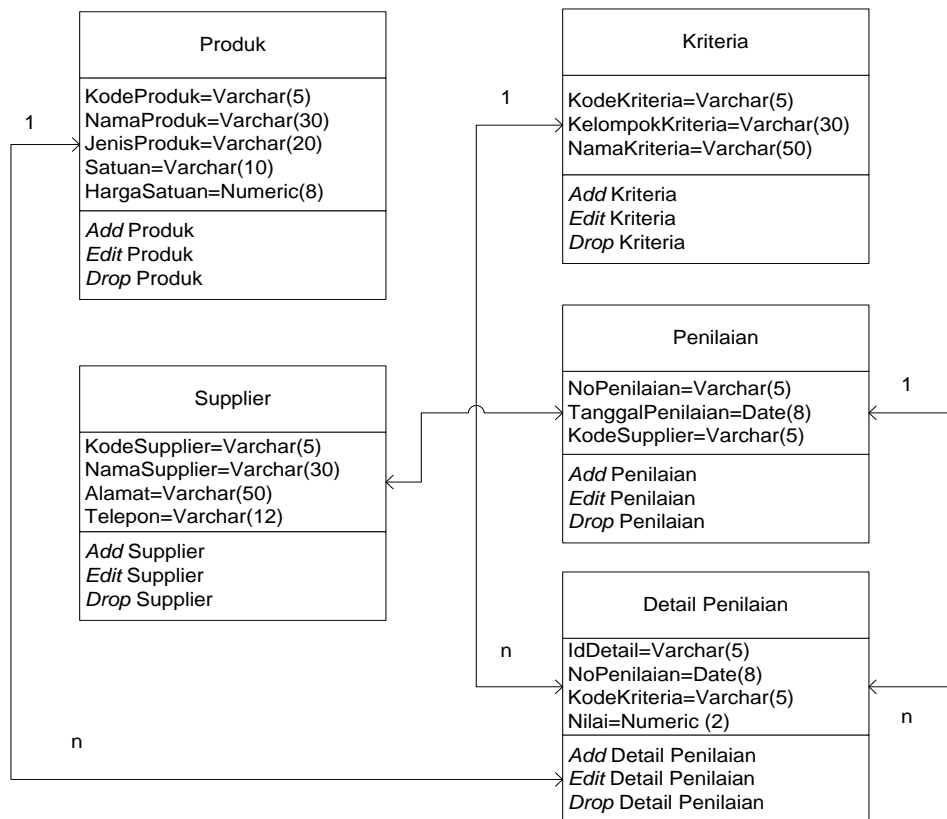 Produk
KodeProduk=Varchar(5)
NamaProduk=Varchar(30)
JenisProduk=Varchar(20)
Satuan=Varchar(10)
HargaSatuan=Numeric(8)
Add Produk
Edit Produk
Drop Produk
1
Kriteria
KodeKriteria=Varchar(5)
KelompokKriteria=Varchar(30)
NamaKriteria=Varchar(50)
Add Kriteria
Edit Kriteria
Drop Kriteria
1
Supplier
KodeSupplier=Varchar(5)
NamaSupplier=Varchar(30)
Alamat=Varchar(50)
Telepon=Varchar(12)
Add Supplier
Edit Supplier
Drop Supplier
Penilaian
NoPenilaian=Varchar(5)
TanggalPenilaian=Date(8)
KodeSupplier=Varchar(5)
Add Penilaian
Edit Penilaian
Drop Penilaian
1
Detail Penilaian
IdDetail=Varchar(5)
NoPenilaian=Date(8)
KodeKriteria=Varchar(5)
Nilai=Numeric (2)
Add Detail Penilaian
Edit Detail Penilaian
Drop Detail Penilaian
n
n
n